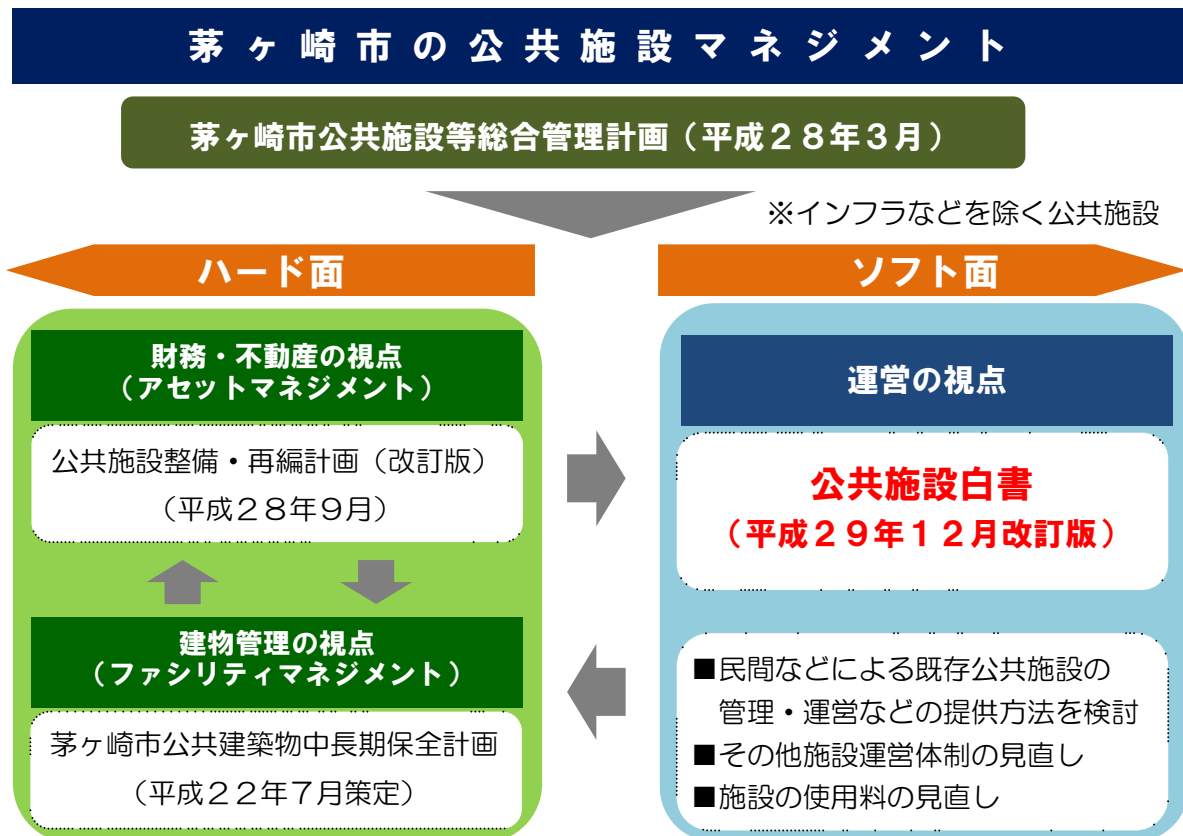 茅ヶ崎市の公共施設マネジメント
茅ヶ崎市公共施設等総合管理計画（平成２８年３月）
※インフラなどを除く公共施設
ハード面
財務・不動産の視点
（アセットマネジメント）
公共施設整備・再編計画（改訂版）
（平成２８年９月）
建物管理の視点
（ファシリティマネジメント）
茅ヶ崎市公共建築物中長期保全計画
（平成２２年７月策定）
ソフト面
運営の視点
公共施設白書
（平成２９年１２月改訂版）
■民間などによる既存公共施設の
管理・運営などの提供方法を検討
■その他施設運営体制の見直し
■施設の使用料の見直し